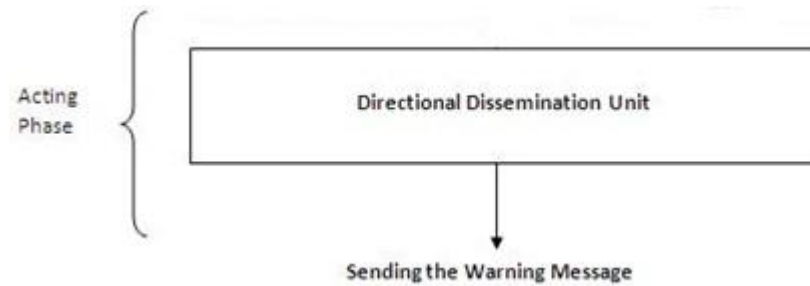 Directional Dissemination Unit
Acting
Phase
Sending the Warning Message